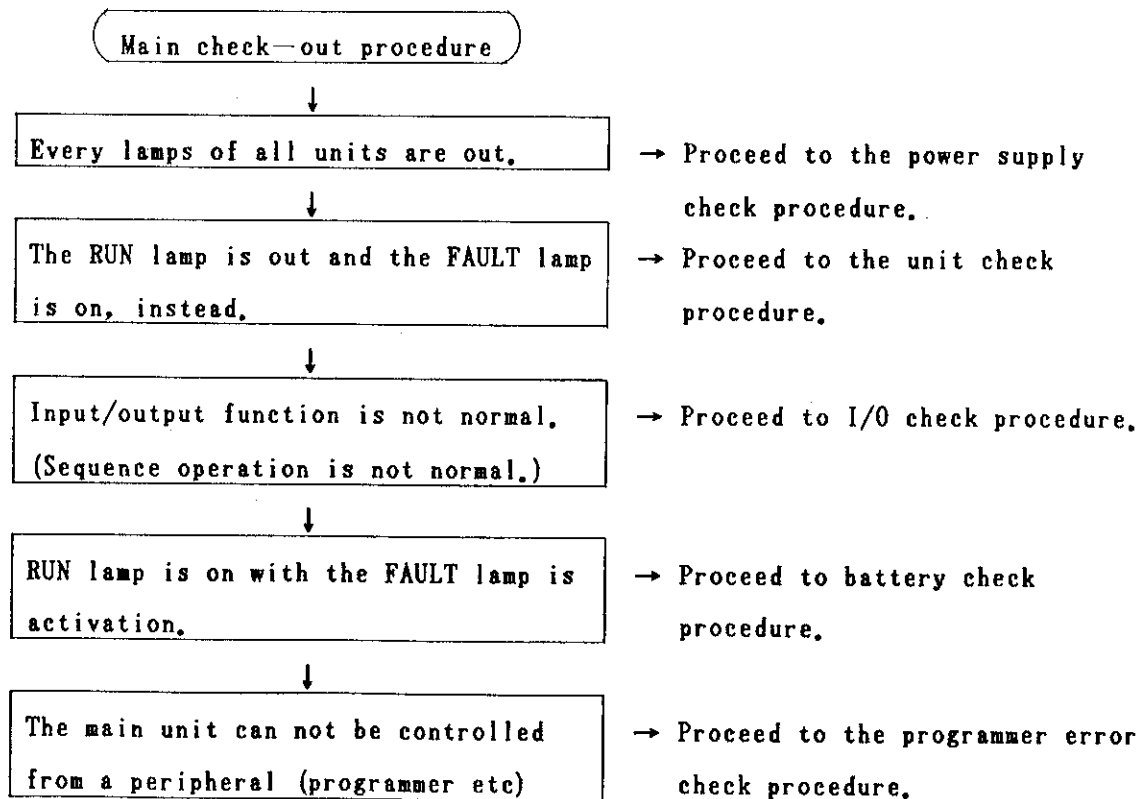 Main check—out procedure
↓
Every lamps of all units are out.
→ Proceed to the power supply
check procedure.
↓
The RUN lamp is out and the FAULT lamp
is on, instead.
→ Proceed to the unit check
procedure.
↓
Input/output function is not normal.
(Sequence operation is not normal.)
→ Proceed to I/O check procedure.
↓
RUN lamp is on with the FAULT lamp is
activation.
→ Proceed to battery check
procedure.
↓
The main unit can not be controlled
from a peripheral (programmer etc)
→ Proceed to the programmer error
check procedure.